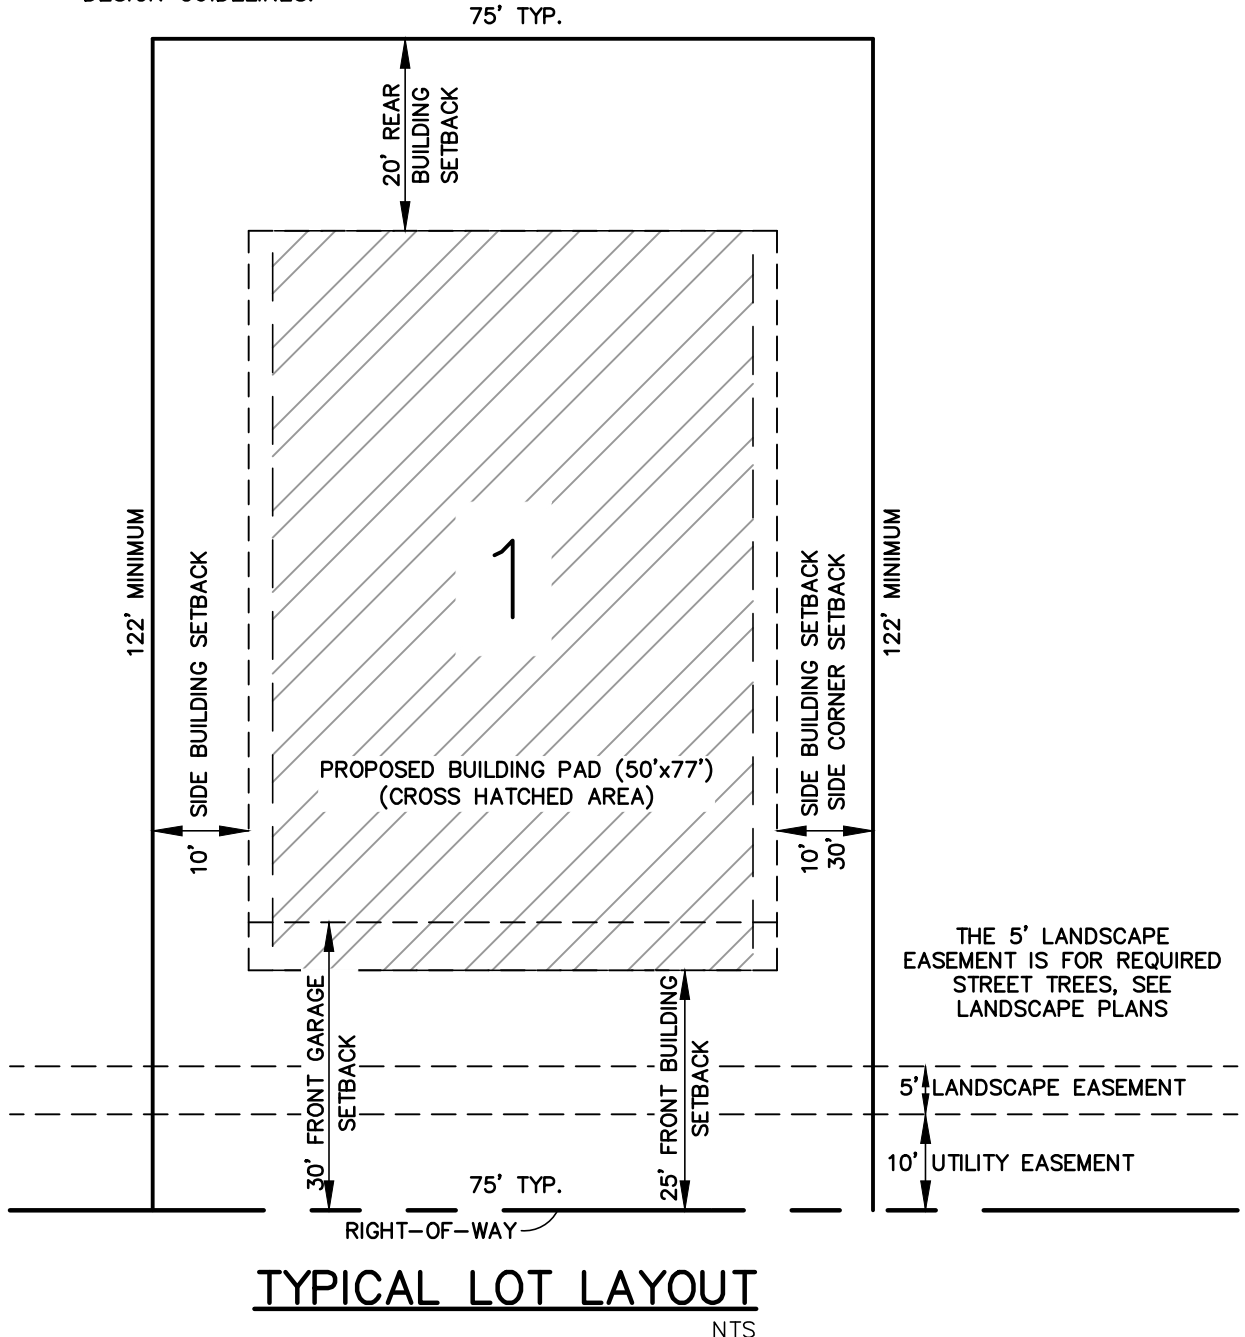 75' TYP.
20' REAR
BUILDING
SETBACK
122' MINIMUM
10' SIDE BUILDING SETBACK
1
PROPOSED BUILDING PAD (50'x77')
(CROSS HATCHED AREA)
10' SIDE BUILDING SETBACK
30' SIDE CORNER SETBACK
122' MINIMUM
THE 5' LANDSCAPE
EASEMENT IS FOR REQUIRED
STREET TREES, SEE
LANDSCAPE PLANS
30' FRONT GARAGE
SETBACK
25' FRONT BUILDING
SETBACK
5' LANDSCAPE EASEMENT
10' UTILITY EASEMENT
75' TYP.
RIGHT-OF-WAY
TYPICAL LOT LAYOUT
NTS